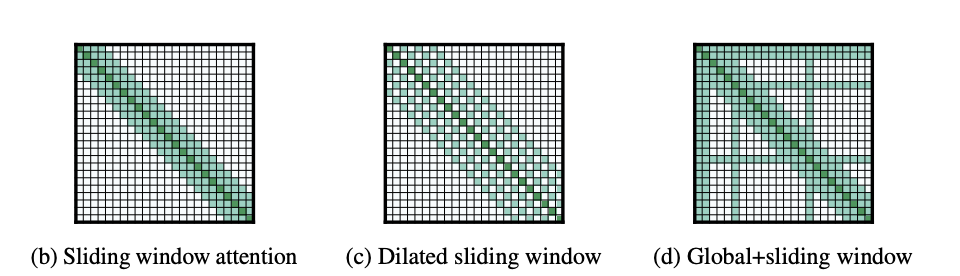 (b) Sliding window attention
(c) Dilated sliding window
(d) Global+sliding window